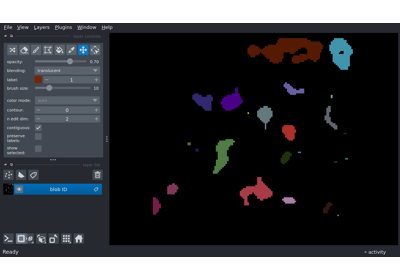 File View Layers Plugins Window Help
opacity: 0.70
blending: translucent
label: 1
brush size: 10
color mode:
contour: 0
n edit dim: 2
contiguous:
preserve labels:
show selected:
blob ID
Ready
activity